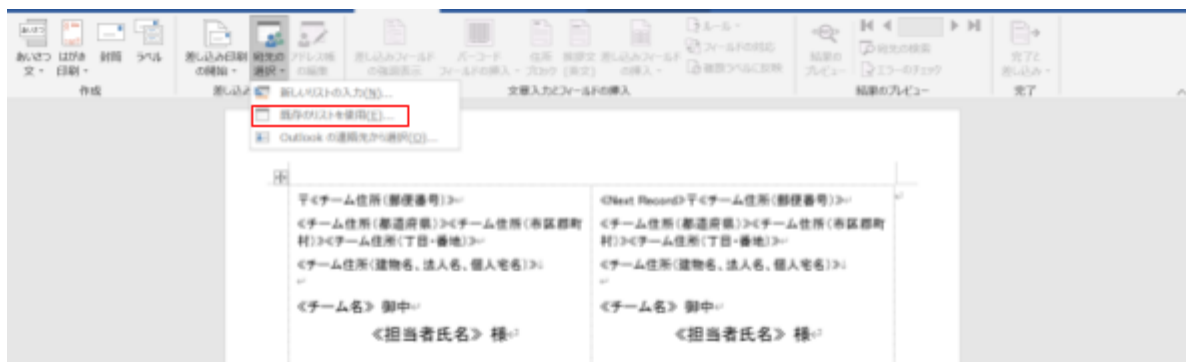 あいさつ文
はがき印刷
封筒
ラベル
差し込み印刷の開始
宛先の選択
アドレス帳の編集
差し込みフィールドの強調表示
バーコードフィールドの挿入
住所ブロック
挨拶文(英文)
差し込みフィールドの挿入
ルール
フィールドの対応
複数ラベルに反映
結果のプレビュー
宛先の検索
エラーのチェック
完了と差し込み
作成
差し込み
文章入力とフィールドの挿入
結果のプレビュー
完了
新しいリストの入力(N)...
既存のリストを使用(E)...
Outlook の連絡先から選択(O)...
〒≪チーム住所(郵便番号)≫
≪チーム住所(都道府県)≫≪チーム住所(市区郡町
村)≫≪チーム住所(丁目・番地)≫
≪チーム住所(建物名、法人名、個人宅名)≫
≪チーム名≫ 御中
≪担当者氏名≫ 様
≪Next Record≫〒≪チーム住所(郵便番号)≫
≪チーム住所(都道府県)≫≪チーム住所(市区郡町
村)≫≪チーム住所(丁目・番地)≫
≪チーム住所(建物名、法人名、個人宅名)≫
≪チーム名≫ 御中
≪担当者氏名≫ 様